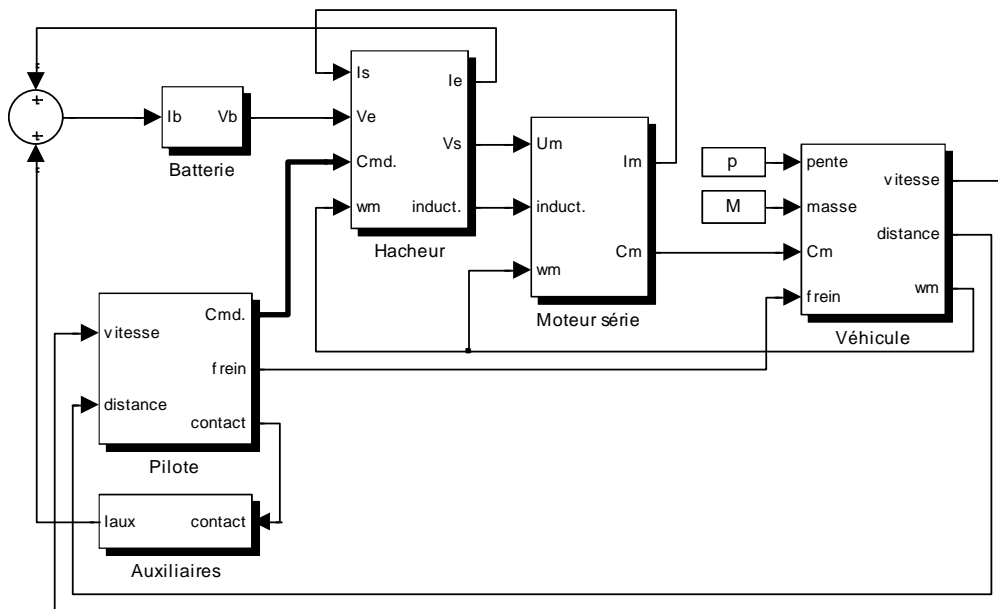 +
+
Ib
Vb
Batterie
Is
Ie
Ve
Vs
Cmd.
wm
induct.
Hacheur
Um
Im
induct.
Cm
wm
Moteur série
p
M
pente
vitesse
masse
distance
Cm
wm
frein
Véhicule
Cmd.
vitesse
frein
distance
contact
Pilote
Iaux
contact
Auxiliaires